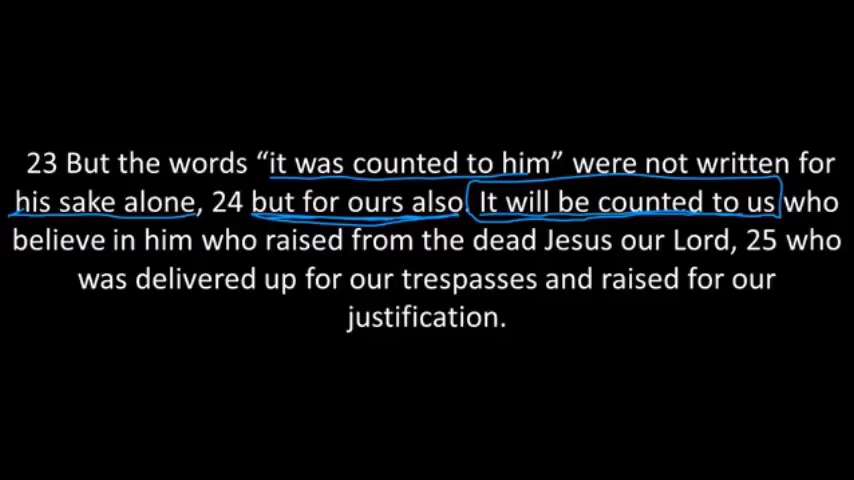 23 But the words “it was counted to him” were not written for
his sake alone, 24 but for ours also. It will be counted to us who
believe in him who raised from the dead Jesus our Lord, 25 who
was delivered up for our trespasses and raised for our
justification.